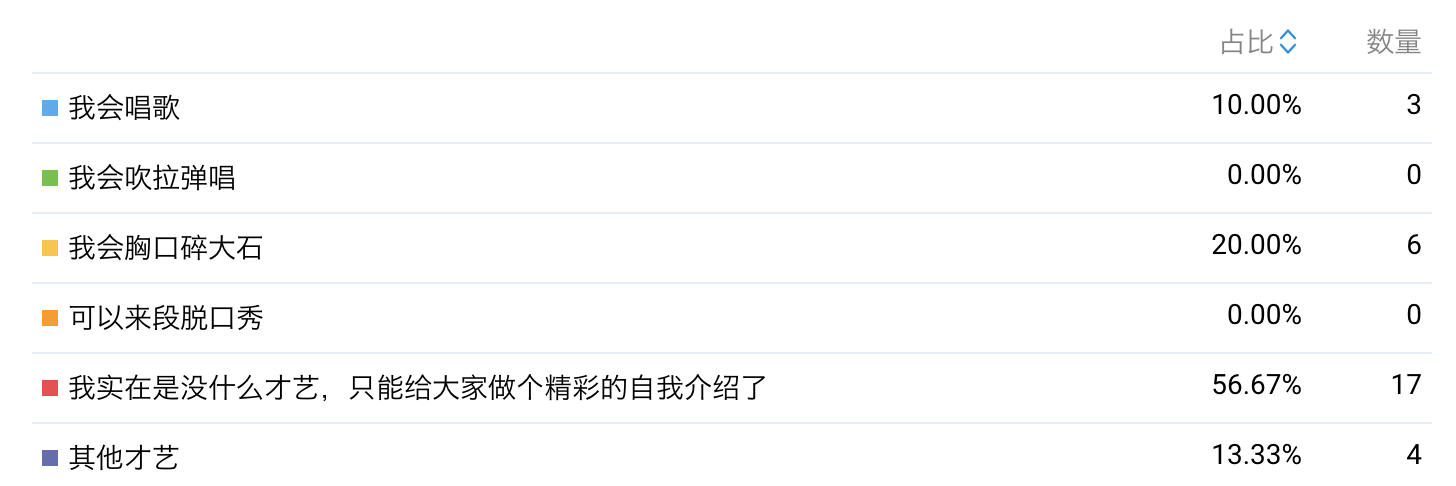 占比 数量
我会唱歌 10.00% 3
我会吹拉弹唱 0.00% 0
我会胸口碎大石 20.00% 6
可以来段脱口秀 0.00% 0
我实在是没什么才艺，只能给大家做个精彩的自我介绍了 56.67% 17
其他才艺 13.33% 4